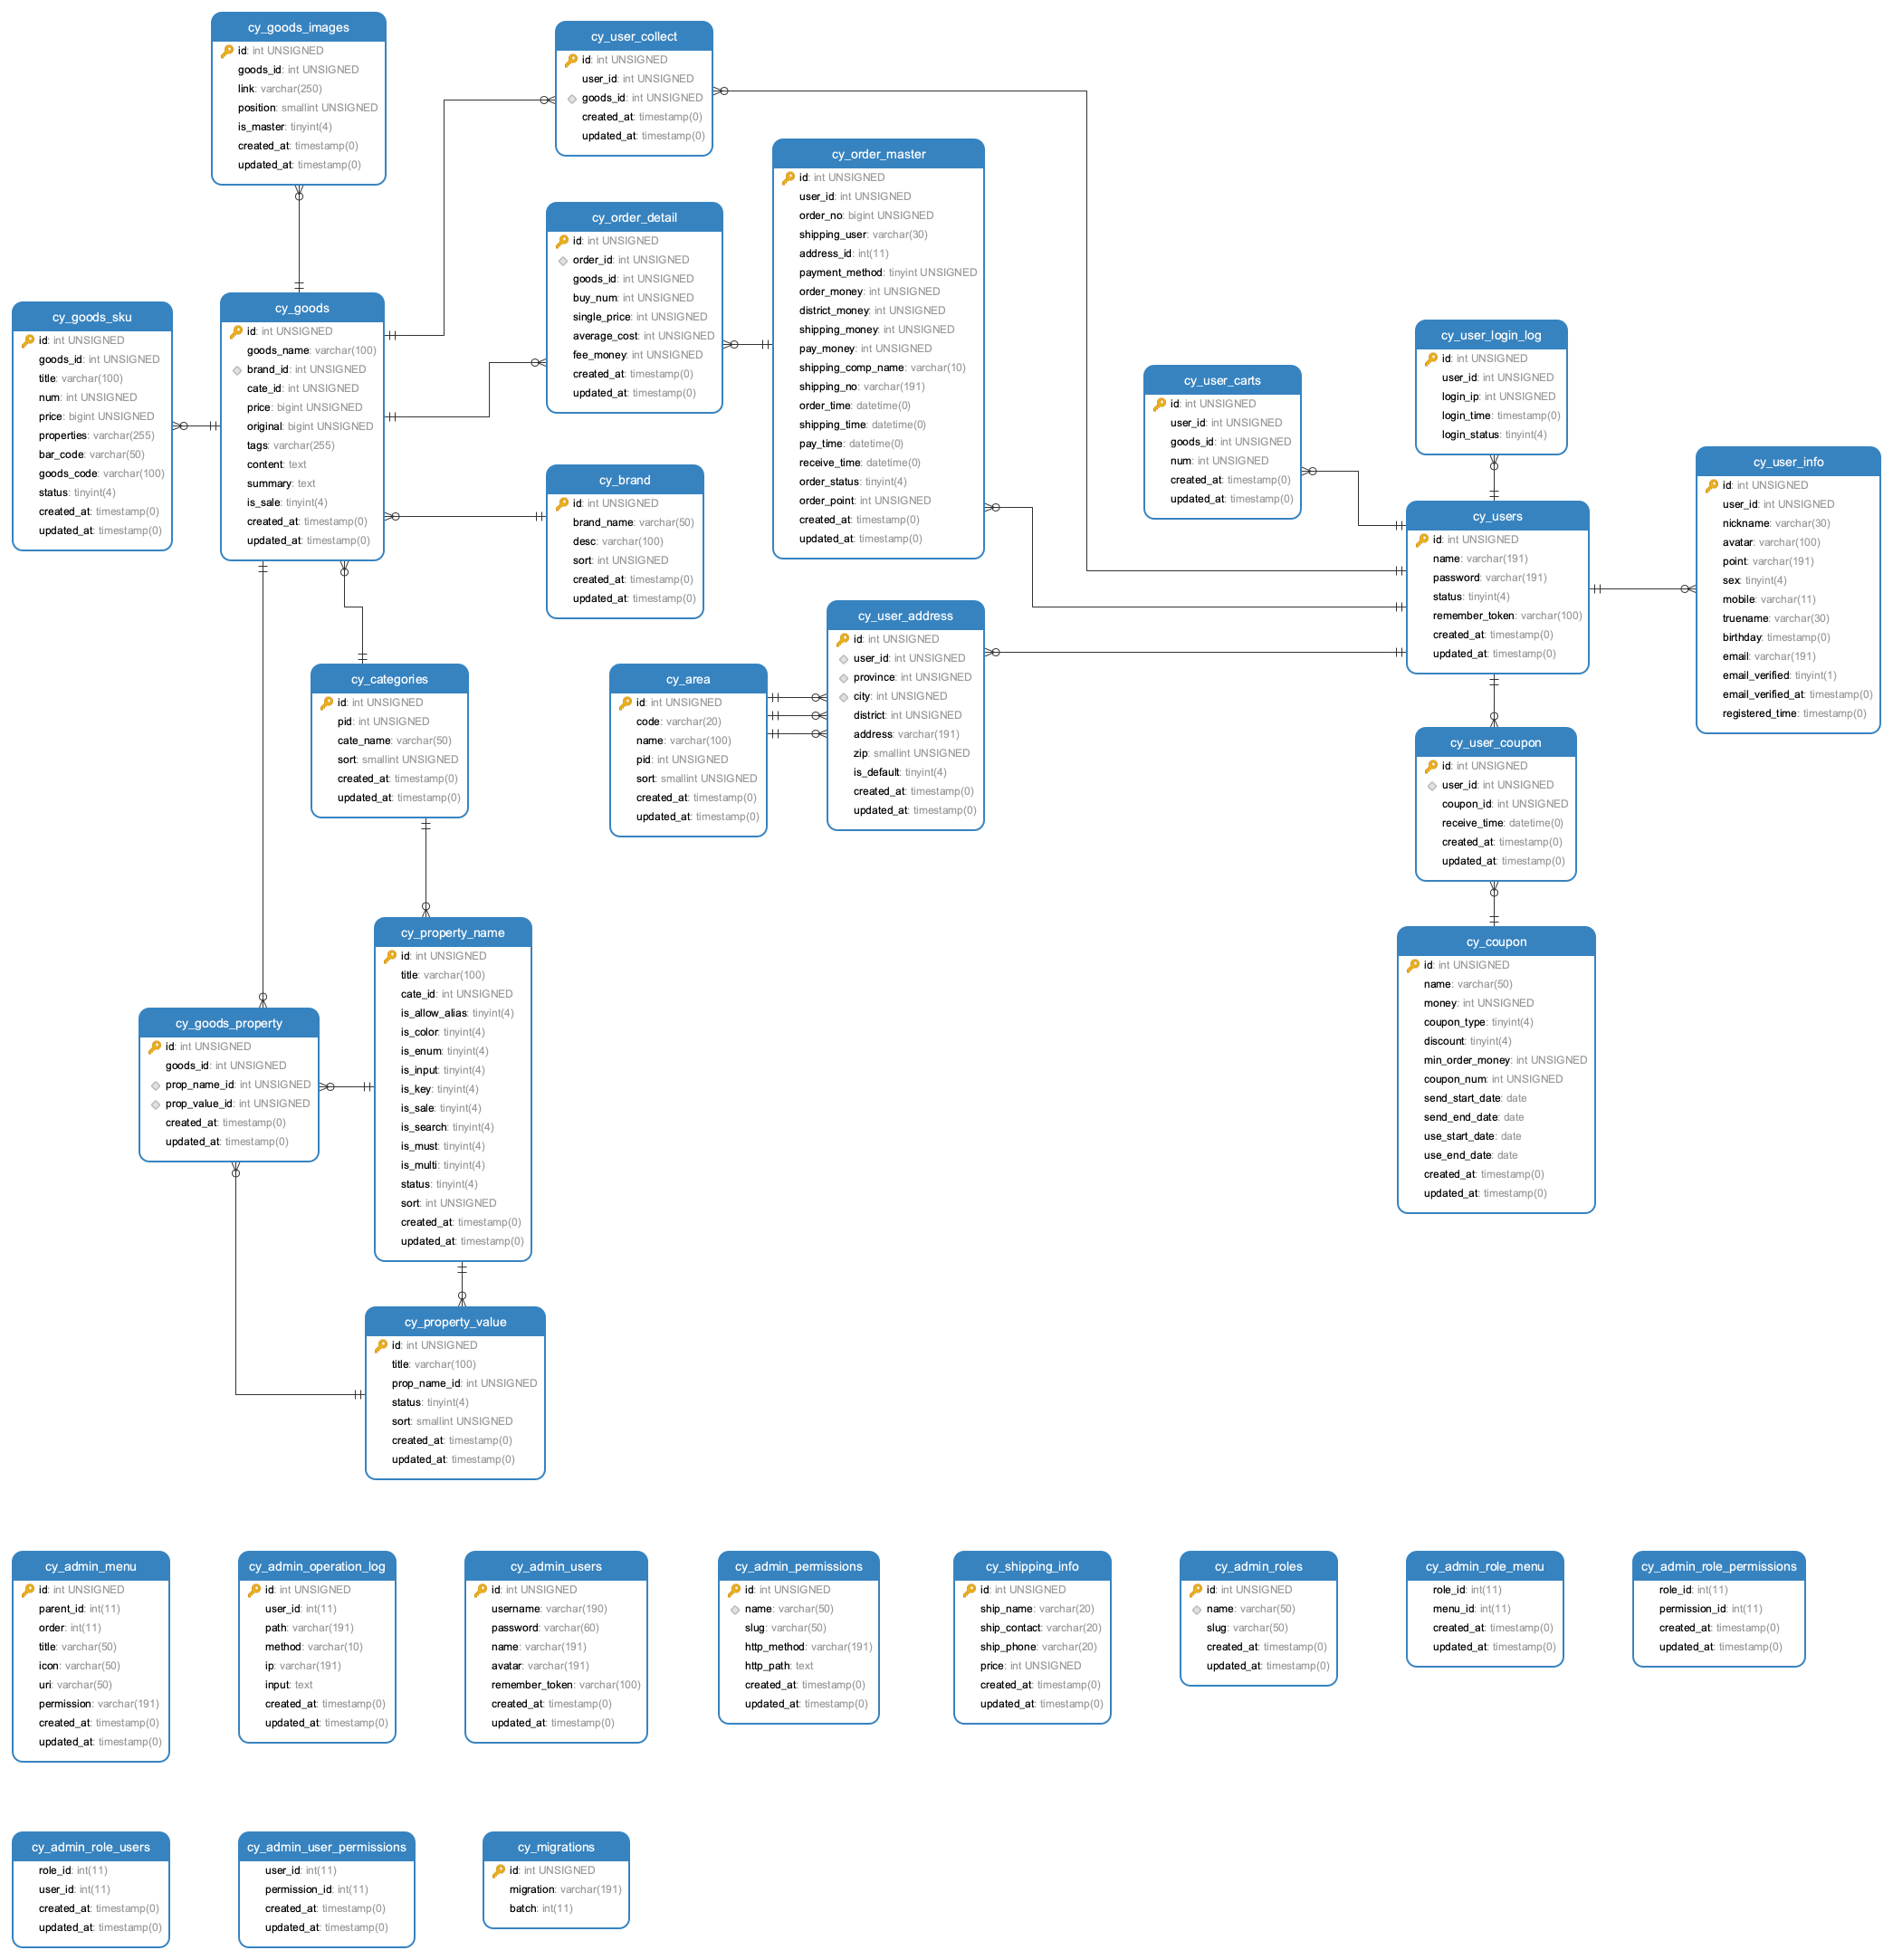 cy_goods_images
id: int UNSIGNED
goods_id: int UNSIGNED
link: varchar(250)
position: smallint UNSIGNED
is_master: tinyint(4)
created_at: timestamp(0)
updated_at: timestamp(0)
cy_user_collect
id: int UNSIGNED
user_id: int UNSIGNED
goods_id: int UNSIGNED
created_at: timestamp(0)
updated_at: timestamp(0)
cy_order_master
id: int UNSIGNED
user_id: int UNSIGNED
order_no: bigint UNSIGNED
shipping_user: varchar(30)
address_id: int(11)
payment_method: tinyint UNSIGNED
order_money: int UNSIGNED
district_money: int UNSIGNED
shipping_money: int UNSIGNED
pay_money: int UNSIGNED
shipping_comp_name: varchar(10)
shipping_no: varchar(191)
order_time: datetime(0)
shipping_time: datetime(0)
pay_time: datetime(0)
receive_time: datetime(0)
order_status: tinyint(4)
order_point: int UNSIGNED
created_at: timestamp(0)
updated_at: timestamp(0)
cy_order_detail
id: int UNSIGNED
order_id: int UNSIGNED
goods_id: int UNSIGNED
buy_num: int UNSIGNED
single_price: int UNSIGNED
average_cost: int UNSIGNED
fee_money: int UNSIGNED
created_at: timestamp(0)
updated_at: timestamp(0)
cy_goods_sku
id: int UNSIGNED
goods_id: int UNSIGNED
title: varchar(100)
num: int UNSIGNED
price: bigint UNSIGNED
properties: varchar(255)
bar_code: varchar(50)
goods_code: varchar(100)
status: tinyint(4)
created_at: timestamp(0)
updated_at: timestamp(0)
cy_goods
id: int UNSIGNED
goods_name: varchar(100)
brand_id: int UNSIGNED
cate_id: int UNSIGNED
price: bigint UNSIGNED
original: bigint UNSIGNED
tags: varchar(255)
content: text
summary: text
is_sale: tinyint(4)
created_at: timestamp(0)
updated_at: timestamp(0)
cy_brand
id: int UNSIGNED
brand_name: varchar(50)
desc: varchar(100)
sort: int UNSIGNED
created_at: timestamp(0)
updated_at: timestamp(0)
cy_user_carts
id: int UNSIGNED
user_id: int UNSIGNED
goods_id: int UNSIGNED
num: int UNSIGNED
created_at: timestamp(0)
updated_at: timestamp(0)
cy_user_login_log
id: int UNSIGNED
user_id: int UNSIGNED
login_ip: int UNSIGNED
login_time: timestamp(0)
login_status: tinyint(4)
cy_user_info
id: int UNSIGNED
user_id: int UNSIGNED
nickname: varchar(30)
avatar: varchar(100)
point: varchar(191)
sex: tinyint(4)
mobile: varchar(11)
truename: varchar(30)
birthday: timestamp(0)
email: varchar(191)
email_verified: tinyint(1)
email_verified_at: timestamp(0)
registered_time: timestamp(0)
cy_users
id: int UNSIGNED
name: varchar(191)
password: varchar(191)
status: tinyint(4)
remember_token: varchar(100)
created_at: timestamp(0)
updated_at: timestamp(0)
cy_user_address
id: int UNSIGNED
user_id: int UNSIGNED
province: int UNSIGNED
city: int UNSIGNED
district: int UNSIGNED
address: varchar(191)
zip: smallint UNSIGNED
is_default: tinyint(4)
created_at: timestamp(0)
updated_at: timestamp(0)
cy_area
id: int UNSIGNED
code: varchar(20)
name: varchar(100)
pid: int UNSIGNED
sort: smallint UNSIGNED
created_at: timestamp(0)
updated_at: timestamp(0)
cy_categories
id: int UNSIGNED
pid: int UNSIGNED
cate_name: varchar(50)
sort: smallint UNSIGNED
created_at: timestamp(0)
updated_at: timestamp(0)
cy_user_coupon
id: int UNSIGNED
user_id: int UNSIGNED
coupon_id: int UNSIGNED
receive_time: datetime(0)
created_at: timestamp(0)
updated_at: timestamp(0)
cy_coupon
id: int UNSIGNED
name: varchar(50)
money: int UNSIGNED
coupon_type: tinyint(4)
discount: tinyint(4)
min_order_money: int UNSIGNED
coupon_num: int UNSIGNED
send_start_date: date
send_end_date: date
use_start_date: date
use_end_date: date
created_at: timestamp(0)
updated_at: timestamp(0)
cy_property_name
id: int UNSIGNED
title: varchar(100)
cate_id: int UNSIGNED
is_allow_alias: tinyint(4)
is_color: tinyint(4)
is_enum: tinyint(4)
is_input: tinyint(4)
is_key: tinyint(4)
is_sale: tinyint(4)
is_search: tinyint(4)
is_must: tinyint(4)
is_multi: tinyint(4)
status: tinyint(4)
sort: int UNSIGNED
created_at: timestamp(0)
updated_at: timestamp(0)
cy_goods_property
id: int UNSIGNED
goods_id: int UNSIGNED
prop_name_id: int UNSIGNED
prop_value_id: int UNSIGNED
created_at: timestamp(0)
updated_at: timestamp(0)
cy_property_value
id: int UNSIGNED
title: varchar(100)
prop_name_id: int UNSIGNED
status: tinyint(4)
sort: smallint UNSIGNED
created_at: timestamp(0)
updated_at: timestamp(0)
cy_admin_menu
id: int UNSIGNED
parent_id: int(11)
order: int(11)
title: varchar(50)
icon: varchar(50)
uri: varchar(50)
permission: varchar(191)
created_at: timestamp(0)
updated_at: timestamp(0)
cy_admin_operation_log
id: int UNSIGNED
user_id: int(11)
path: varchar(191)
method: varchar(10)
ip: varchar(191)
input: text
created_at: timestamp(0)
updated_at: timestamp(0)
cy_admin_users
id: int UNSIGNED
username: varchar(190)
password: varchar(60)
name: varchar(191)
avatar: varchar(191)
remember_token: varchar(100)
created_at: timestamp(0)
updated_at: timestamp(0)
cy_admin_permissions
id: int UNSIGNED
name: varchar(50)
slug: varchar(50)
http_method: varchar(191)
http_path: text
created_at: timestamp(0)
updated_at: timestamp(0)
cy_shipping_info
id: int UNSIGNED
ship_name: varchar(20)
ship_contact: varchar(20)
ship_phone: varchar(20)
price: int UNSIGNED
created_at: timestamp(0)
updated_at: timestamp(0)
cy_admin_roles
id: int UNSIGNED
name: varchar(50)
slug: varchar(50)
created_at: timestamp(0)
updated_at: timestamp(0)
cy_admin_role_menu
role_id: int(11)
menu_id: int(11)
created_at: timestamp(0)
updated_at: timestamp(0)
cy_admin_role_permissions
role_id: int(11)
permission_id: int(11)
created_at: timestamp(0)
updated_at: timestamp(0)
cy_admin_role_users
role_id: int(11)
user_id: int(11)
created_at: timestamp(0)
updated_at: timestamp(0)
cy_admin_user_permissions
user_id: int(11)
permission_id: int(11)
created_at: timestamp(0)
updated_at: timestamp(0)
cy_migrations
id: int UNSIGNED
migration: varchar(191)
batch: int(11)